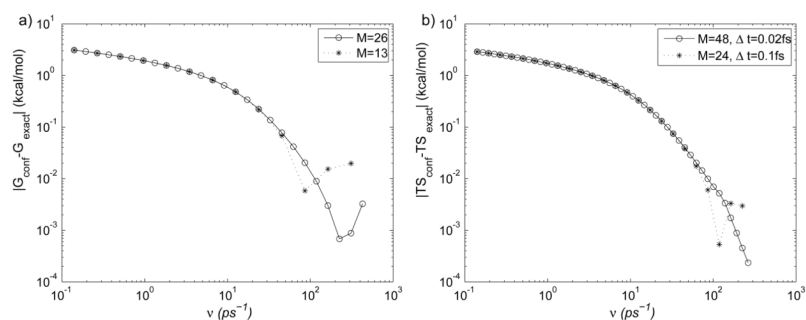 a)
10^1
10^0
10^-1
10^-2
10^-3
10^-4
|G_conf-G_exact| (kcal/mol)
M=26
M=13
10^-1 10^0 10^1 10^2 10^3
ν (ps^-1)
b)
10^1
10^0
10^-1
10^-2
10^-3
10^-4
|TS_conf-TS_exact| (kcal/mol)
M=48, Δ t=0.02fs
M=24, Δ t=0.1fs
10^-1 10^0 10^1 10^2 10^3
ν (ps^-1)